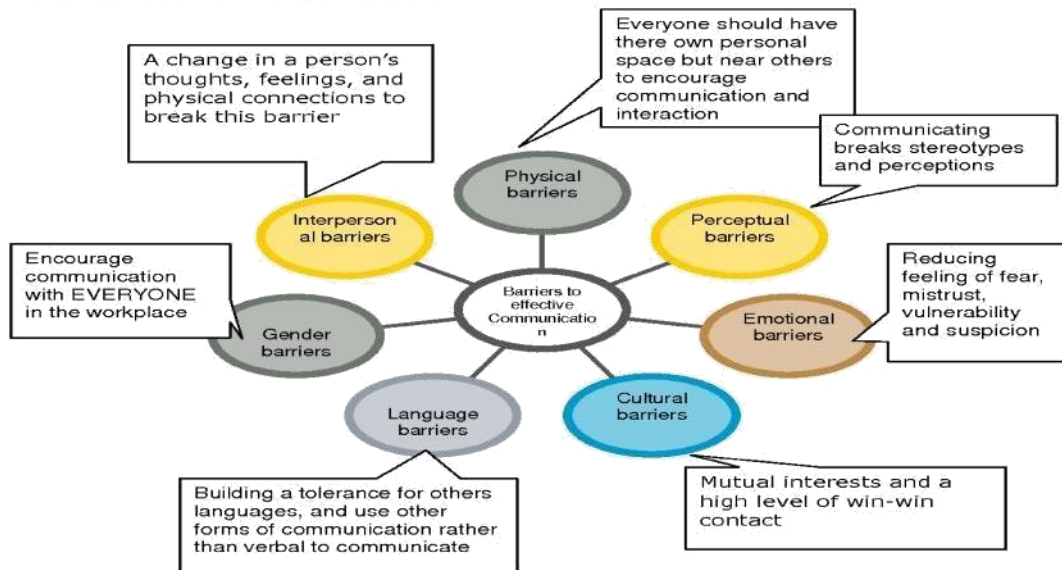 Everyone should have
there own personal
space but near others
to encourage
communication and
interaction
A change in a person's
thoughts, feelings, and
physical connections to
break this barrier
Communicating
breaks stereotypes
and perceptions
Physical
barriers
Interperson
al barriers
Perceptual
barriers
Encourage
communication
with EVERYONE
in the workplace
Reducing
feeling of fear,
mistrust,
vulnerability
and suspicion
Barriers to
effective
Communicatio
n
Gender
barriers
Emotional
barriers
Language
barriers
Cultural
barriers
Building a tolerance for others
languages, and use other
forms of communication rather
than verbal to communicate
Mutual interests and a
high level of win-win
contact